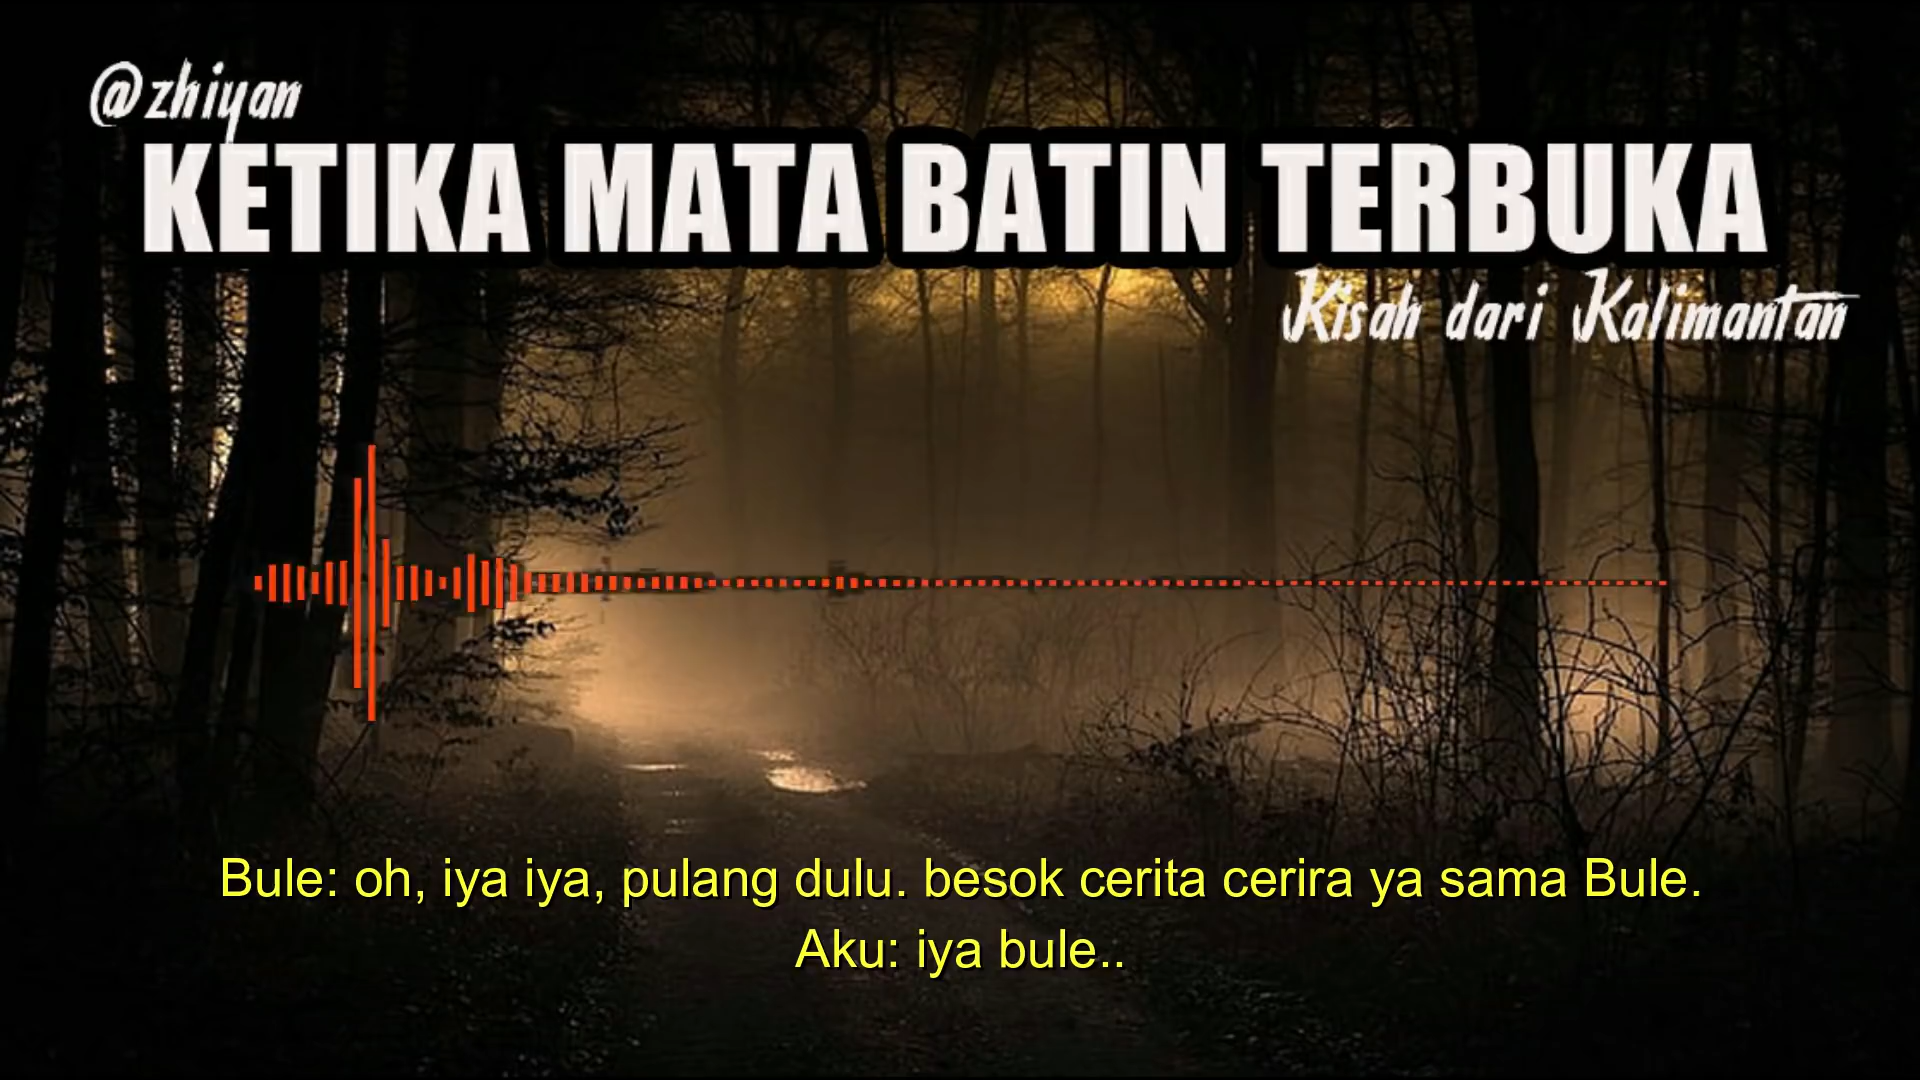 @zhiyan
KETIKA MATA BATIN TERBUKA
Kisah dari Kalimantan
Bule: oh, iya iya, pulang dulu. besok cerita cerira ya sama Bule.
Aku: iya bule..